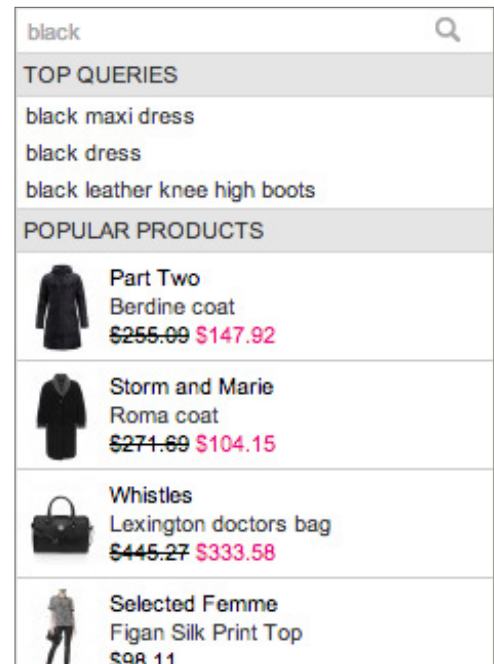 black
TOP QUERIES
black maxi dress
black dress
black leather knee high boots
POPULAR PRODUCTS
Part Two
Berdine coat
$255.09 $147.92
Storm and Marie
Roma coat
$271.69 $104.15
Whistles
Lexington doctors bag
$445.27 $333.58
Selected Femme
Figan Silk Print Top
$98.11